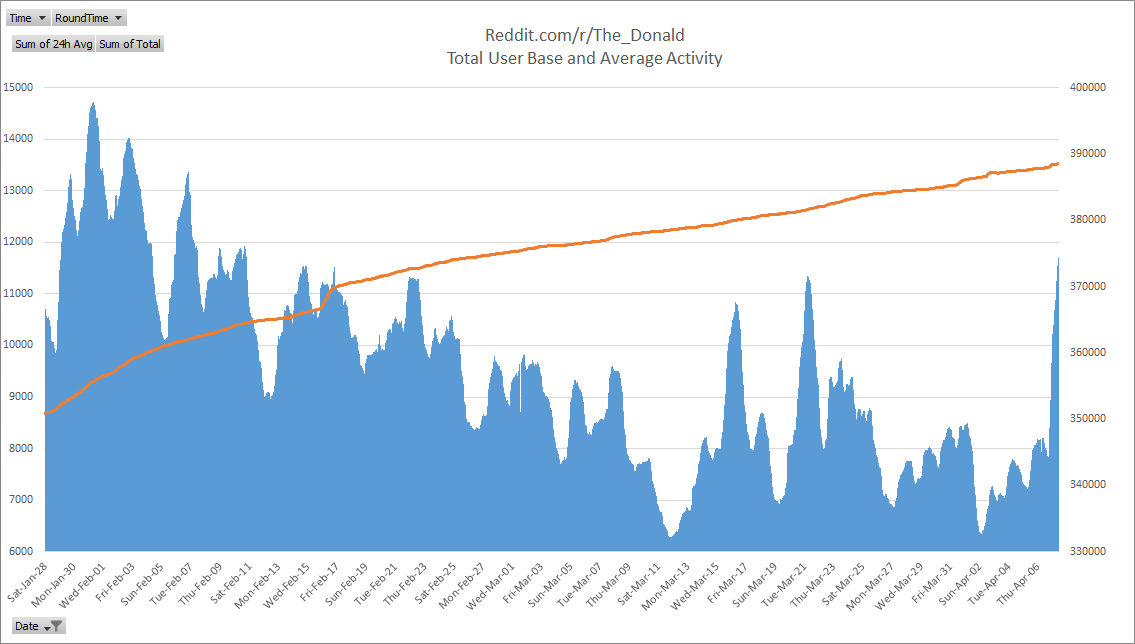 Time RoundTime
Sum of 24h Avg Sum of Total
Reddit.com/r/The_Donald
Total User Base and Average Activity
15000
14000
13000
12000
11000
10000
9000
8000
7000
6000
400000
390000
380000
370000
360000
350000
340000
330000
Sat-Jan-28
Mon-Jan-30
Wed-Feb-01
Fri-Feb-03
Sun-Feb-05
Tue-Feb-07
Thu-Feb-09
Sat-Feb-11
Mon-Feb-13
Wed-Feb-15
Fri-Feb-17
Sun-Feb-19
Tue-Feb-21
Thu-Feb-23
Sat-Feb-25
Mon-Feb-27
Wed-Mar-01
Fri-Mar-03
Sun-Mar-05
Tue-Mar-07
Thu-Mar-09
Sat-Mar-11
Mon-Mar-13
Wed-Mar-15
Fri-Mar-17
Sun-Mar-19
Tue-Mar-21
Thu-Mar-23
Sat-Mar-25
Mon-Mar-27
Wed-Mar-29
Fri-Mar-31
Sun-Apr-02
Tue-Apr-04
Thu-Apr-06
Date